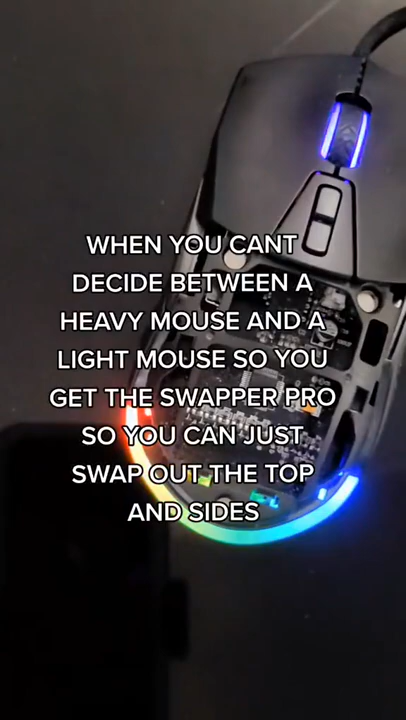 WHEN YOU CANT
DECIDE BETWEEN A
HEAVY MOUSE AND A
LIGHT MOUSE SO YOU
GET THE SWAPPER PRO
SO YOU CAN JUST
SWAP OUT THE TOP
AND SIDES